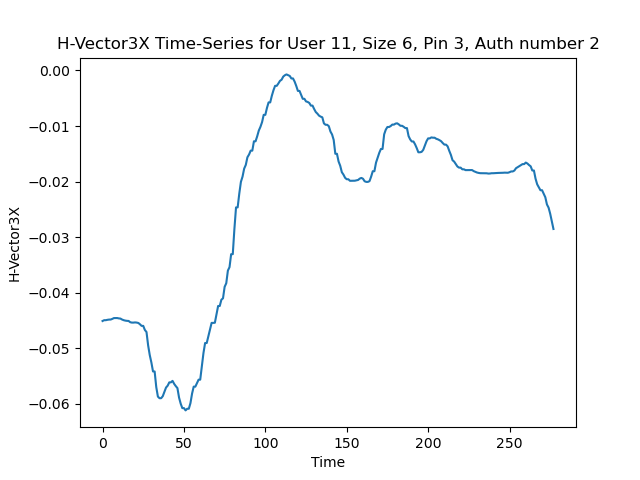 H-Vector3X Time-Series for User 11, Size 6, Pin 3, Auth number 2
0.00
−0.01
−0.02
−0.03
−0.04
−0.05
−0.06
H-Vector3X
0 50 100 150 200 250
Time